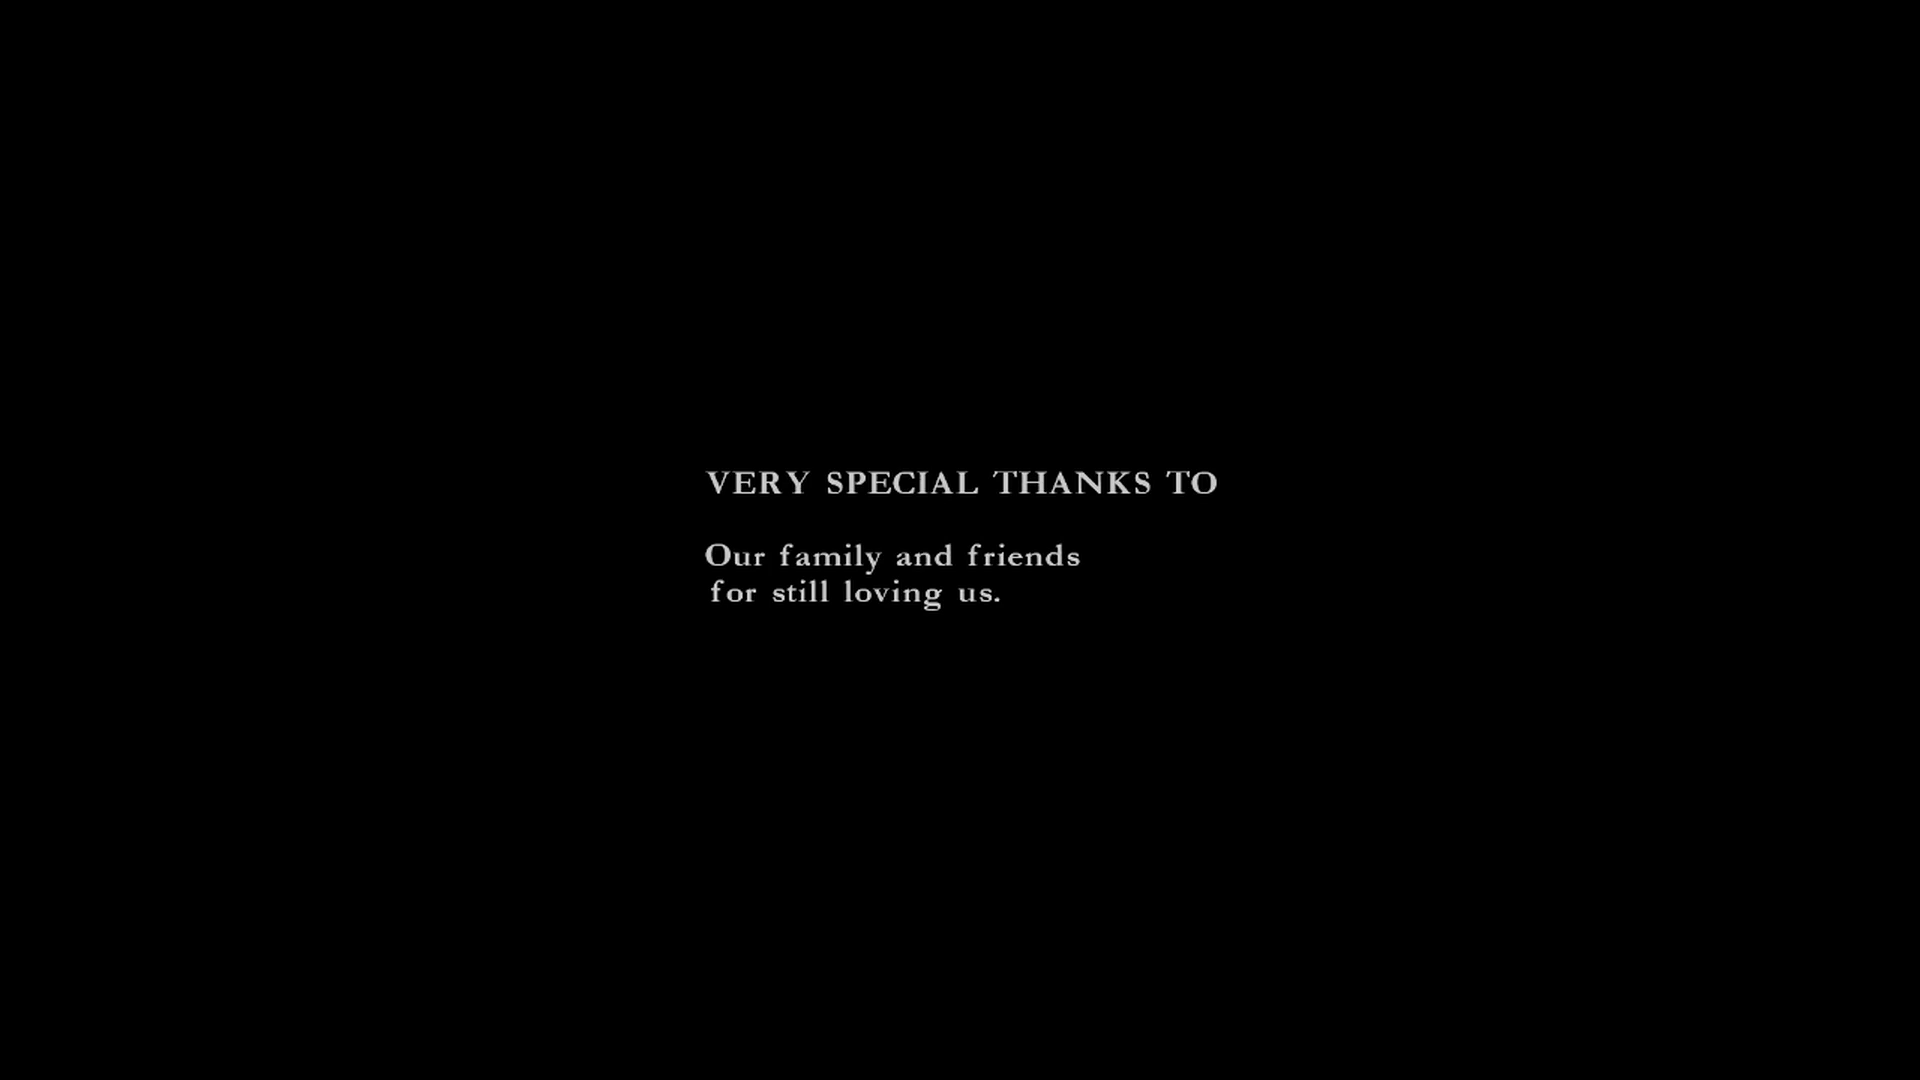 VERY SPECIAL THANKS TO
Our family and friends
for still loving us.